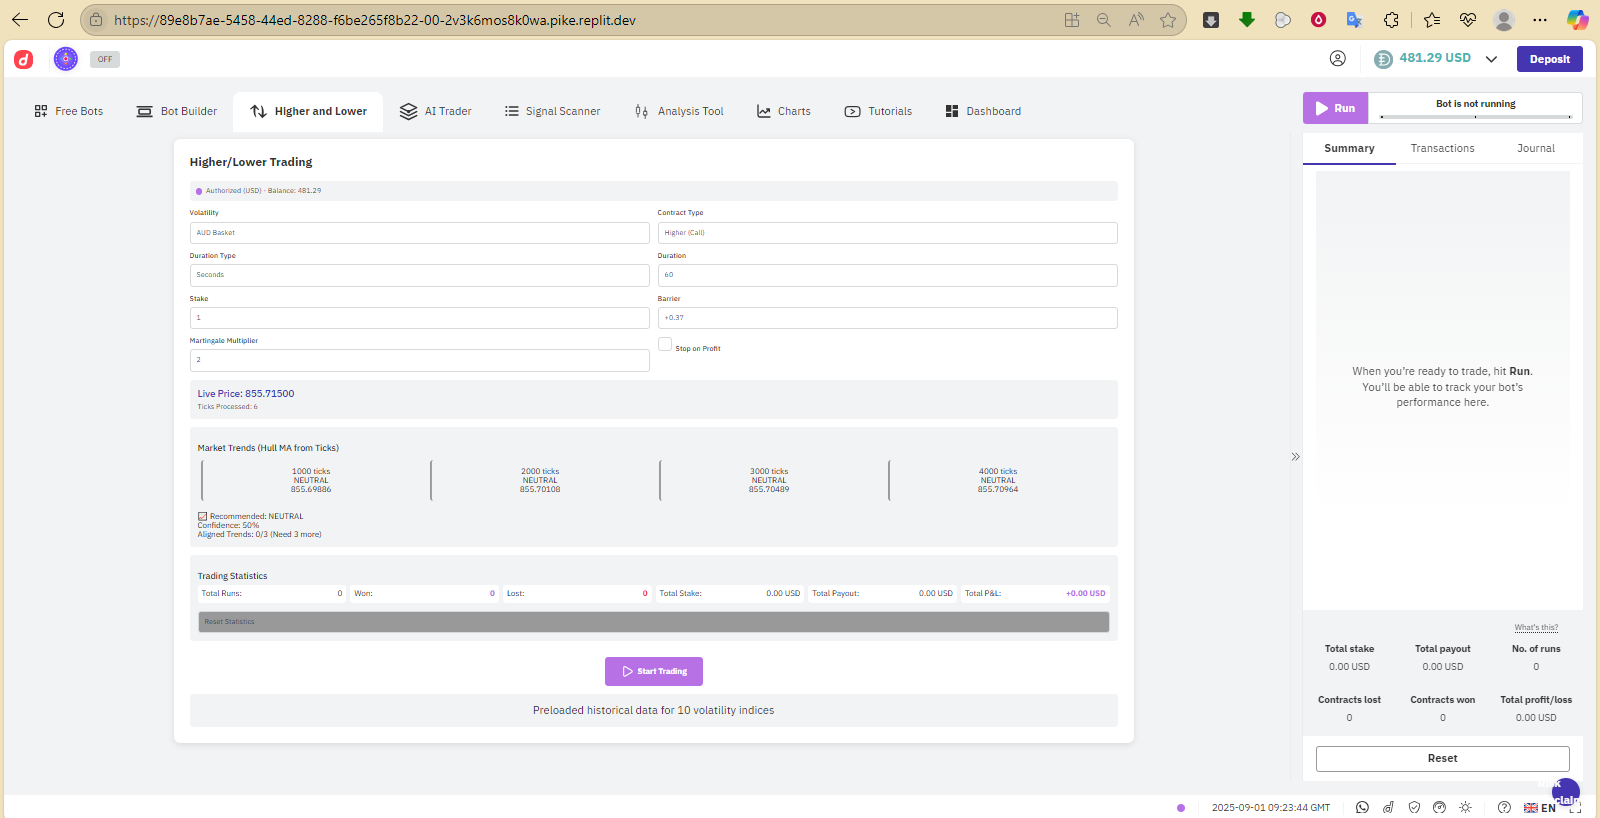 https://89e8b7ae-5458-44ed-8288-f6be265f8b22-00-2v3k6mos8k0wa.pike.replit.dev
OFF
481.29 USD
Deposit
Free Bots
Bot Builder
Higher and Lower
AI Trader
Signal Scanner
Analysis Tool
Charts
Tutorials
Dashboard
Run
Bot is not running
Higher/Lower Trading
Authorized (USD) - Balance: 481.29
Volatility
Contract Type
AUD Basket
Higher (Call)
Duration Type
Duration
Seconds
60
Stake
Barrier
1
+0.37
Martingale Multiplier
Stop on Profit
2
Live Price: 855.71500
Ticks Processed: 6
Market Trends (Hull MA from Ticks)
1000 ticks
NEUTRAL
855.69886
2000 ticks
NEUTRAL
855.70108
3000 ticks
NEUTRAL
855.70489
4000 ticks
NEUTRAL
855.70964
Recommended: NEUTRAL
Confidence: 50%
Aligned Trends: 0/3 (Need 3 more)
Trading Statistics
Total Runs: 0
Won: 0
Lost: 0
Total Stake: 0.00 USD
Total Payout: 0.00 USD
Total P&L: +0.00 USD
Reset Statistics
Start Trading
Preloaded historical data for 10 volatility indices
Summary
Transactions
Journal
When you're ready to trade, hit Run.
You'll be able to track your bot's
performance here.
What's this?
Total stake
Total payout
No. of runs
0.00 USD
0.00 USD
0
Contracts lost
Contracts won
Total profit/loss
0
0
0.00 USD
Reset
2025-09-01 09:23:44 GMT
EN